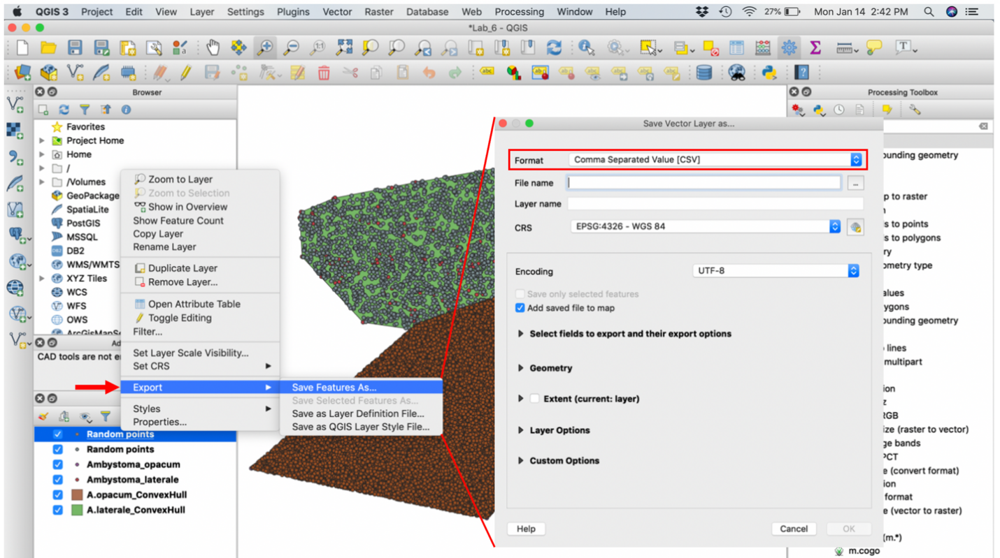 QGIS 3 Project Edit View Layer Settings Plugins Vector Raster Database Web Processing Window Help 27% Mon Jan 14 2:42 PM
*Lab_6 - QGIS
Browser
Favorites
Project Home
Home
/
/Volumes
GeoPackage
SpatiaLite
PostGIS
MSSQL
DB2
WMS/WMTS
XYZ Tiles
WCS
WFS
OWS
ArcGisMapSe
Ad
CAD tools are not e
Zoom to Layer
Zoom to Selection
Show in Overview
Show Feature Count
Copy Layer
Rename Layer
Duplicate Layer
Remove Layer...
Open Attribute Table
Toggle Editing
Filter...
Set Layer Scale Visibility...
Set CRS
Export
Styles
Properties...
Save Features As...
Save Selected Features As...
Save as Layer Definition File...
Save as QGIS Layer Style File...
Random points
Random points
Ambystoma_opacum
Ambystoma_laterale
A.opacum_ConvexHull
A.laterale_ConvexHull
Save Vector Layer as...
Format Comma Separated Value [CSV]
File name ...
Layer name
CRS EPSG:4326 - WGS 84
Encoding UTF-8
Save only selected features
Add saved file to map
Select fields to export and their export options
Geometry
Extent (current: layer)
Layer Options
Custom Options
Help Cancel OK
Processing Toolbox
ounding geometry
p to raster
s to points
s to polygons
ry
ometry type
alues
ygons
ounding geometry
lines
multipart
ion
z
RGB
ize (raster to vector)
ge bands
PCT
e (convert format)
ion
format
e (vector to raster)
(m.*)
m.cogo